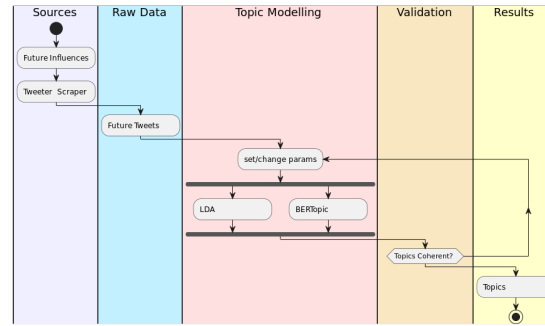 Sources
Raw Data
Topic Modelling
Validation
Results
Future Influences
Tweeter Scraper
Future Tweets
set/change params
LDA
BERTopic
Topics Coherent?
Topics